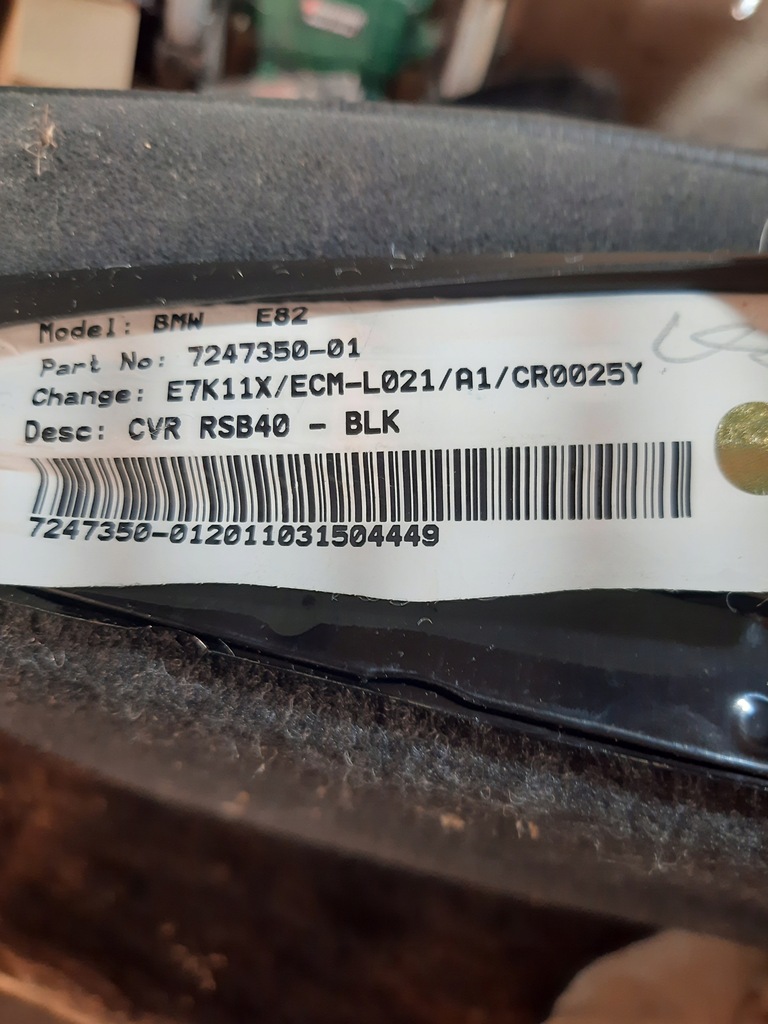 Model: BMW E82
Part No: 7247350-01
Change: E7K11X/ECM-L021/A1/CR0025Y
Desc: CVR RSB40 - BLK
7247350-012011031504449